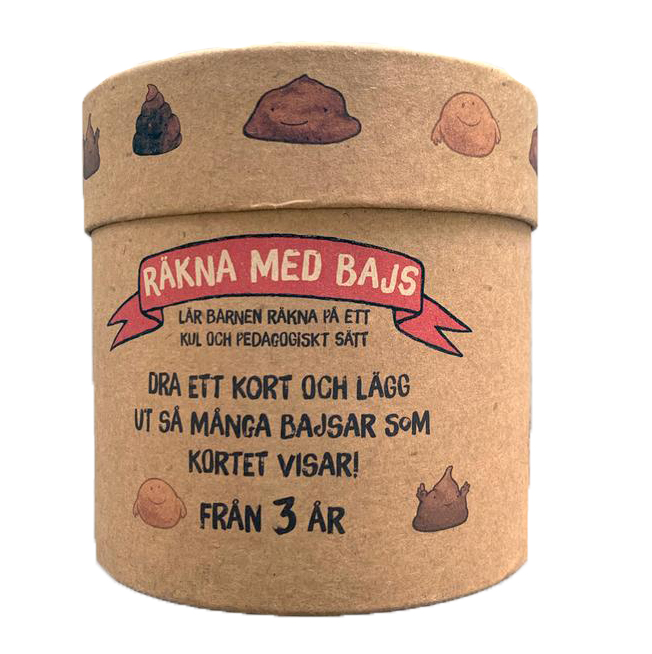 RÄKNA MED BAJS
LÄR BARNEN RÄKNA PÅ ETT
KUL OCH PEDAGOGISKT SÄTT
DRA ETT KORT OCH LÄGG
UT SÅ MÅNGA BAJSAR SOM
KORTET VISAR!
FRÅN 3 ÅR